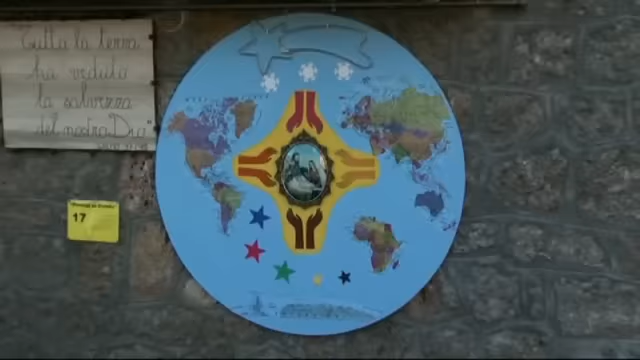 "Tutta la terra
ha veduto
la salvezza
del nostro Dio"
17